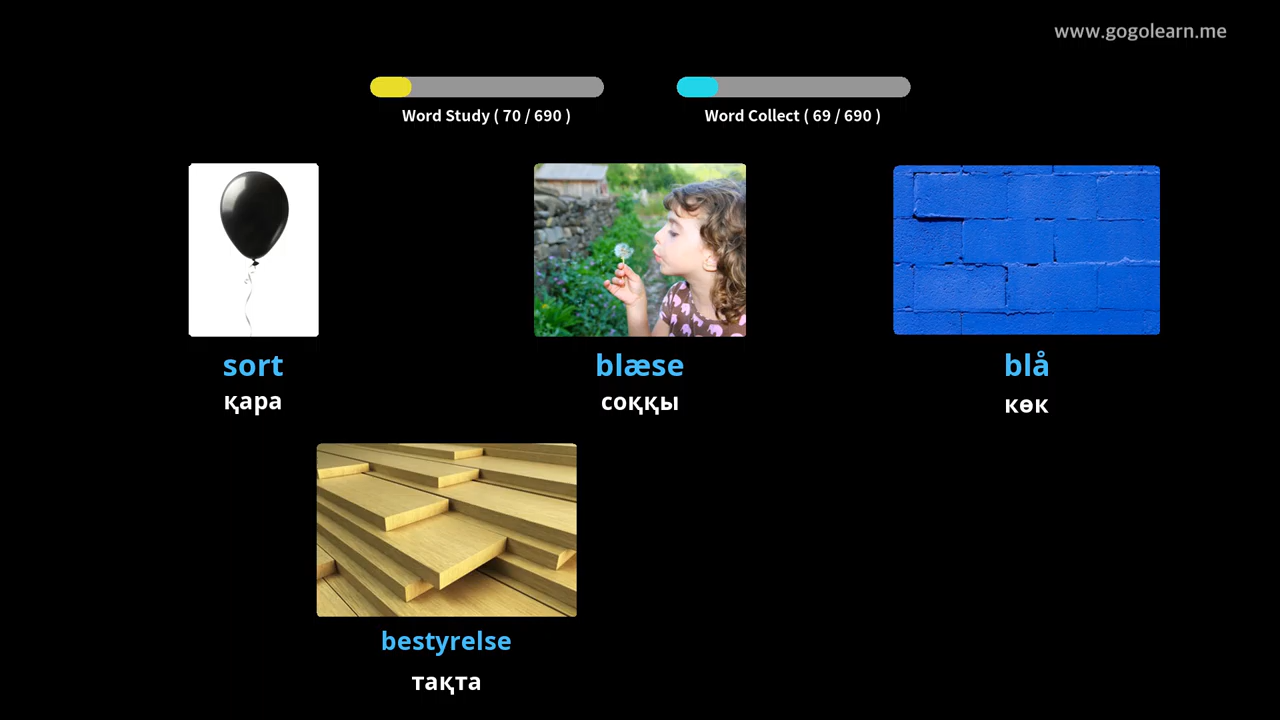 www.gogolearn.me
Word Study ( 70 / 690 )
Word Collect ( 69 / 690 )
sort
қара
blæse
соққы
blå
көк
bestyrelse
тақта